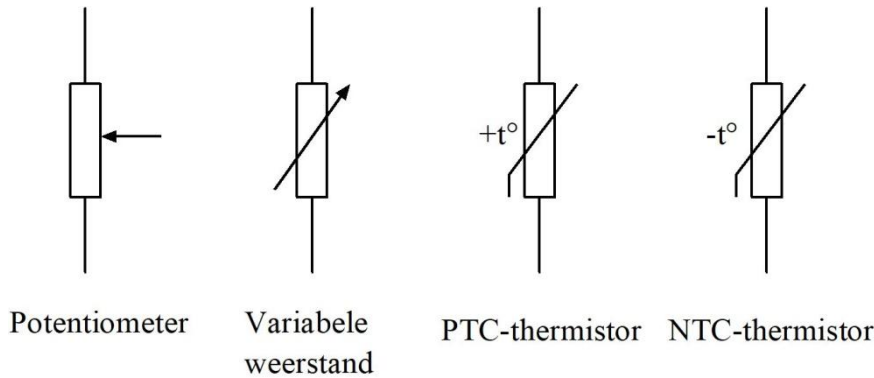 +t°
-t°
Potentiometer
Variabele
weerstand
PTC-thermistor
NTC-thermistor